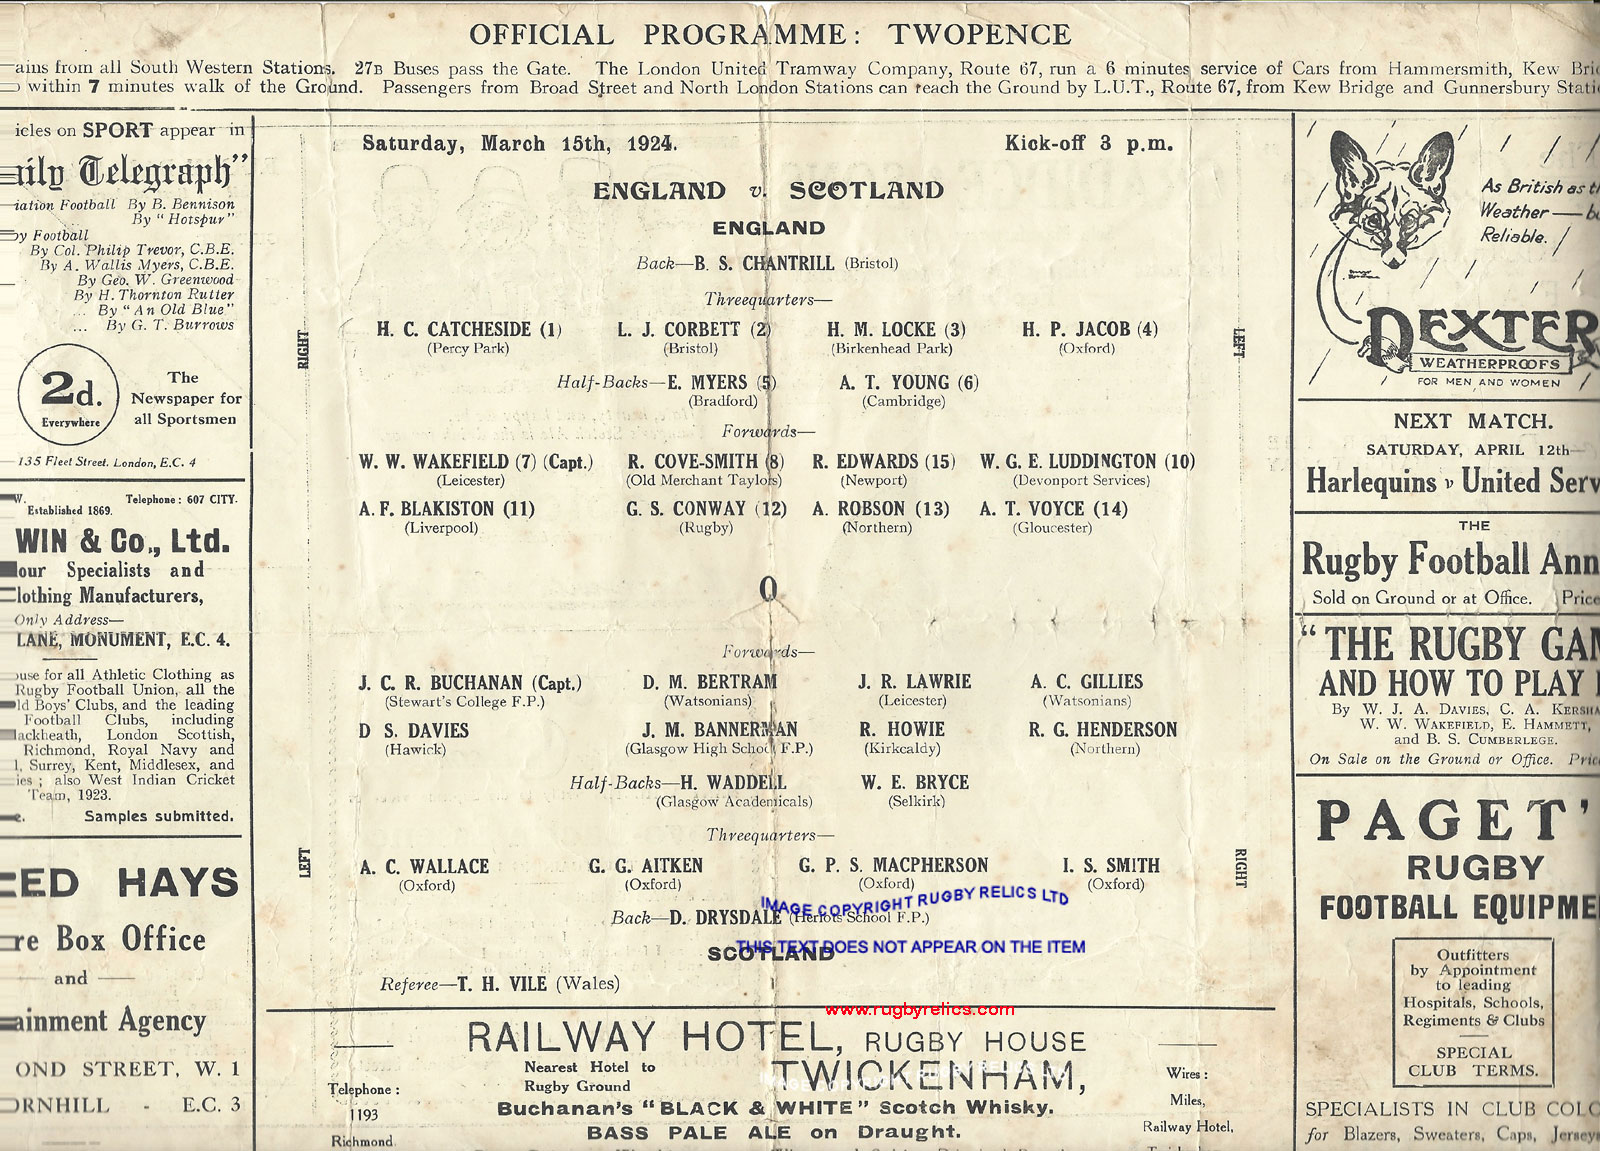 OFFICIAL PROGRAMME: TWOPENCE
ains from all South Western Stations. 27B Buses pass the Gate. The London United Tramway Company, Route 67, run a 6 minutes service of Cars from Hammersmith, Kew
within 7 minutes walk of the Ground. Passengers from Broad Street and North London Stations can reach the Ground by L.U.T., Route 67, from Kew Bridge and Gunnersbury
icles on SPORT appear in
aily Telegraph"
iation Football By B. Bennison
By "Hotspur"
by Football
By Col. Philip Trevor, C.B.E.
By A. Wallis Myers, C.B.E.
By Geo. W. Greenwood
By H. Thornton Rutter
... By "An Old Blue"
... By G. T. Burrows
2d.
Everywhere
The
Newspaper for
all Sportsmen
135 Fleet Street. London, E.C. 4
W.
Telephone: 607 CITY.
Established 1869.
WIN & Co., Ltd.
our Specialists and
lothing Manufacturers,
Only Address—
LANE, MONUMENT, E.C. 4.
use for all Athletic Clothing as
Rugby Football Union, all the
ld Boys' Clubs, and the leading
Football Clubs, including
lackheath, London Scottish,
Richmond, Royal Navy and
l, Surrey, Kent, Middlesex, and
ies; also West Indian Cricket
Team, 1923.
e. Samples submitted.
ED HAYS
re Box Office
and
ainment Agency
OND STREET, W. 1
ORNHILL - E.C. 3
Saturday, March 15th, 1924. Kick-off 3 p.m.
ENGLAND v. SCOTLAND
ENGLAND
Back—B. S. CHANTRILL (Bristol)
Threequarters—
RIGHT
LEFT
H. C. CATCHESIDE (1) L. J. CORBETT (2) H. M. LOCKE (3) H. P. JACOB (4)
(Percy Park) (Bristol) (Birkenhead Park) (Oxford)
Half-Backs—E. MYERS (5) A. T. YOUNG (6)
(Bradford) (Cambridge)
Forwards—
W. W. WAKEFIELD (7) (Capt.) R. COVE-SMITH (8) R. EDWARDS (15) W. G. E. LUDDINGTON (10)
(Leicester) (Old Merchant Taylors) (Newport) (Devonport Services)
A. F. BLAKISTON (11) G. S. CONWAY (12) A. ROBSON (13) A. T. VOYCE (14)
(Liverpool) (Rugby) (Northern) (Gloucester)
O
Forwards—
J. C. R. BUCHANAN (Capt.) D. M. BERTRAM J. R. LAWRIE A. C. GILLIES
(Stewart's College F.P.) (Watsonians) (Leicester) (Watsonians)
D S. DAVIES J. M. BANNERMAN R. HOWIE R. G. HENDERSON
(Hawick) (Glasgow High School F.P.) (Kirkcaldy) (Northern)
Half-Backs—H. WADDELL W. E. BRYCE
(Glasgow Academicals) (Selkirk)
Threequarters—
LEFT
RIGHT
A. C. WALLACE G. G. AITKEN G. P. S. MACPHERSON I. S. SMITH
(Oxford) (Oxford) (Oxford) (Oxford)
IMAGE COPYRIGHT RUGBY RELICS LTD
Back—D. DRYSDALE (Heriots School F.P.)
THIS TEXT DOES NOT APPEAR ON THE ITEM
SCOTLAND
Referee—T. H. VILE (Wales)
www.rugbyrelics.com
RAILWAY HOTEL, RUGBY HOUSE
TWICKENHAM,
IMAGE COPYRIGHT RUGBY RELICS LTD
Nearest Hotel to
Rugby Ground
Telephone:
1193
Richmond
Wires:
Miles,
Railway Hotel,
Buchanan's "BLACK & WHITE" Scotch Whisky.
BASS PALE ALE on Draught.
As British as
Weather —
Reliable.
DEXTER
WEATHERPROOFS
FOR MEN AND WOMEN
NEXT MATCH.
SATURDAY, APRIL 12th—
Harlequins v United Serv
THE
Rugby Football Ann
Sold on Ground or at Office. Price
"THE RUGBY GAM
AND HOW TO PLAY I
By W. J. A. DAVIES, C. A. KERSHA
W. W. WAKEFIELD, E. HAMMETT,
and B. S. CUMBERLEGE.
On Sale on the Ground or Office. Pric
PAGET'
RUGBY
FOOTBALL EQUIPME
Outfitters
by Appointment
to leading
Hospitals, Schools,
Regiments & Clubs
SPECIAL
CLUB TERMS.
SPECIALISTS IN CLUB COLO
for Blazers, Sweaters, Caps, Jerseys